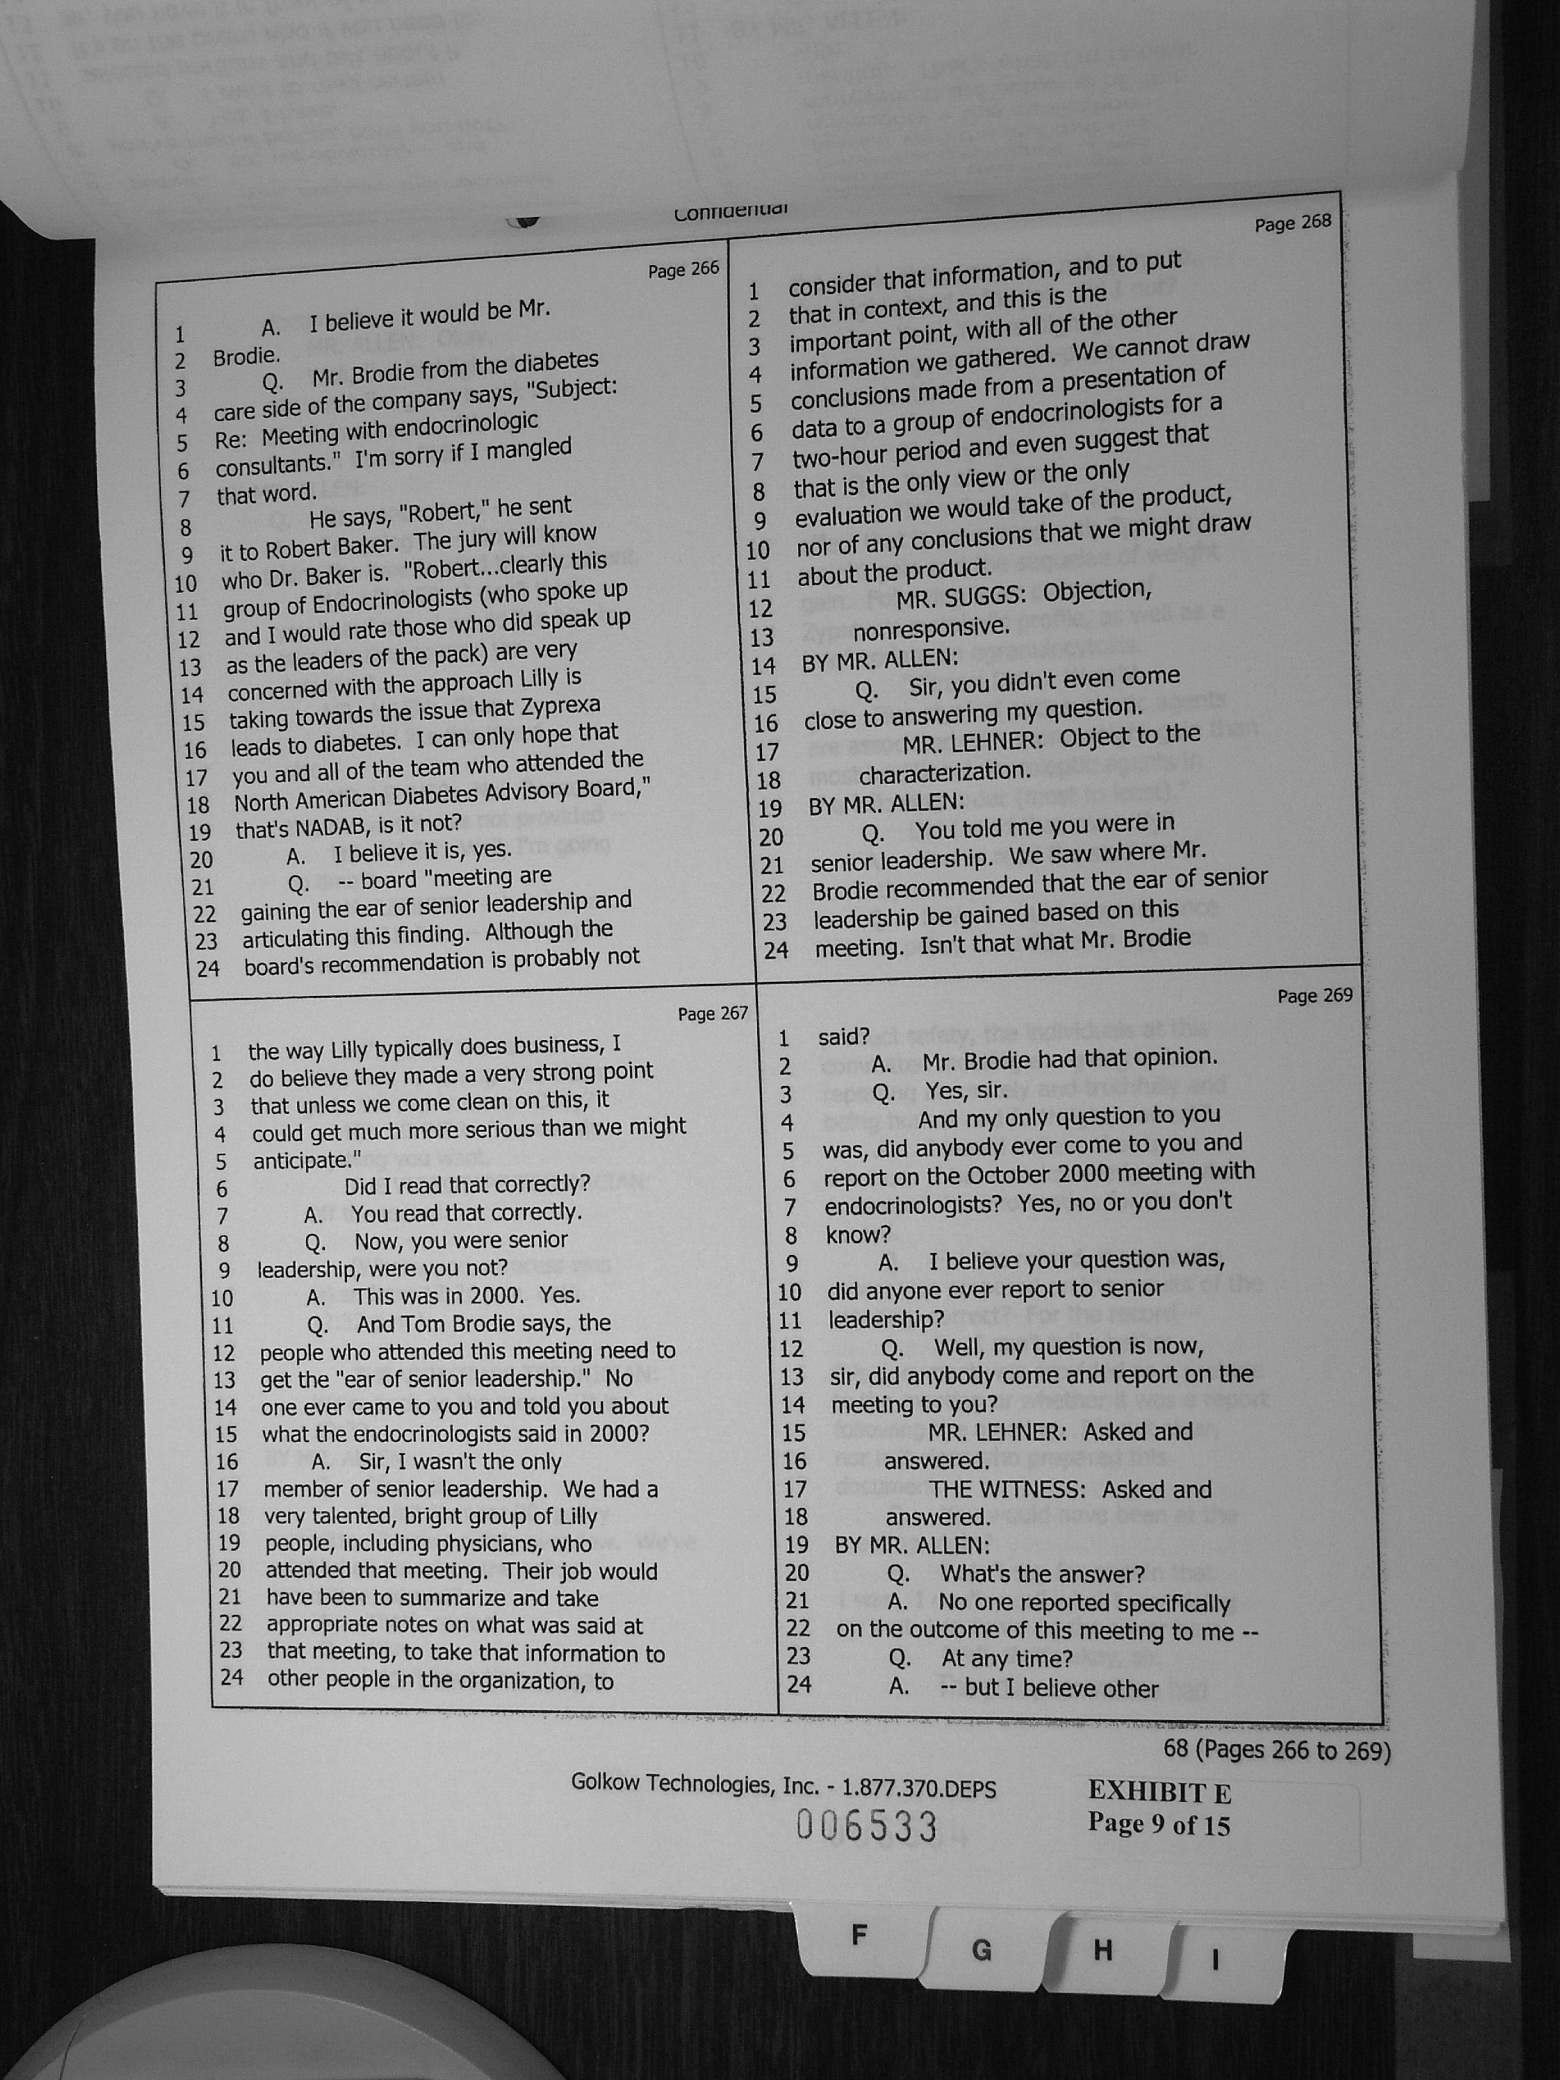 Confidential
Page 266
1 A. I believe it would be Mr.
2 Brodie.
3 Q. Mr. Brodie from the diabetes
4 care side of the company says, "Subject:
5 Re: Meeting with endocrinologic
6 consultants." I'm sorry if I mangled
7 that word.
8 He says, "Robert," he sent
9 it to Robert Baker. The jury will know
10 who Dr. Baker is. "Robert...clearly this
11 group of Endocrinologists (who spoke up
12 and I would rate those who did speak up
13 as the leaders of the pack) are very
14 concerned with the approach Lilly is
15 taking towards the issue that Zyprexa
16 leads to diabetes. I can only hope that
17 you and all of the team who attended the
18 North American Diabetes Advisory Board,"
19 that's NADAB, is it not?
20 A. I believe it is, yes.
21 Q. -- board "meeting are
22 gaining the ear of senior leadership and
23 articulating this finding. Although the
24 board's recommendation is probably not
Page 267
1 the way Lilly typically does business, I
2 do believe they made a very strong point
3 that unless we come clean on this, it
4 could get much more serious than we might
5 anticipate."
6 Did I read that correctly?
7 A. You read that correctly.
8 Q. Now, you were senior
9 leadership, were you not?
10 A. This was in 2000. Yes.
11 Q. And Tom Brodie says, the
12 people who attended this meeting need to
13 get the "ear of senior leadership." No
14 one ever came to you and told you about
15 what the endocrinologists said in 2000?
16 A. Sir, I wasn't the only
17 member of senior leadership. We had a
18 very talented, bright group of Lilly
19 people, including physicians, who
20 attended that meeting. Their job would
21 have been to summarize and take
22 appropriate notes on what was said at
23 that meeting, to take that information to
24 other people in the organization, to
Page 268
1 consider that information, and to put
2 that in context, and this is the
3 important point, with all of the other
4 information we gathered. We cannot draw
5 conclusions made from a presentation of
6 data to a group of endocrinologists for a
7 two-hour period and even suggest that
8 that is the only view or the only
9 evaluation we would take of the product,
10 nor of any conclusions that we might draw
11 about the product.
12 MR. SUGGS: Objection,
13 nonresponsive.
14 BY MR. ALLEN:
15 Q. Sir, you didn't even come
16 close to answering my question.
17 MR. LEHNER: Object to the
18 characterization.
19 BY MR. ALLEN:
20 Q. You told me you were in
21 senior leadership. We saw where Mr.
22 Brodie recommended that the ear of senior
23 leadership be gained based on this
24 meeting. Isn't that what Mr. Brodie
Page 269
1 said?
2 A. Mr. Brodie had that opinion.
3 Q. Yes, sir.
4 And my only question to you
5 was, did anybody ever come to you and
6 report on the October 2000 meeting with
7 endocrinologists? Yes, no or you don't
8 know?
9 A. I believe your question was,
10 did anyone ever report to senior
11 leadership?
12 Q. Well, my question is now,
13 sir, did anybody come and report on the
14 meeting to you?
15 MR. LEHNER: Asked and
16 answered.
17 THE WITNESS: Asked and
18 answered.
19 BY MR. ALLEN:
20 Q. What's the answer?
21 A. No one reported specifically
22 on the outcome of this meeting to me --
23 Q. At any time?
24 A. -- but I believe other
68 (Pages 266 to 269)
Golkow Technologies, Inc. - 1.877.370.DEPS
EXHIBIT E
006533
Page 9 of 15
F
G
H
I